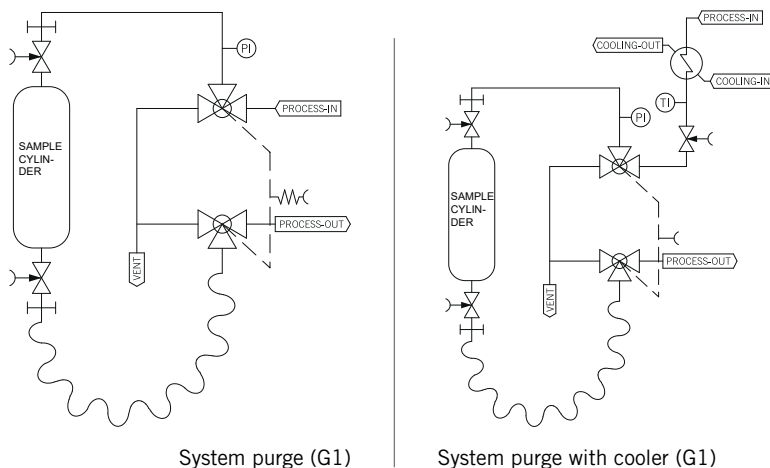 PI
PROCESS-IN
SAMPLE
CYLIN-
DER
PROCESS-OUT
VENT
System purge (G1)
PROCESS-IN
COOLING-OUT
COOLING-IN
TI
PI
SAMPLE
CYLIN-
DER
PROCESS-OUT
VENT
System purge with cooler (G1)